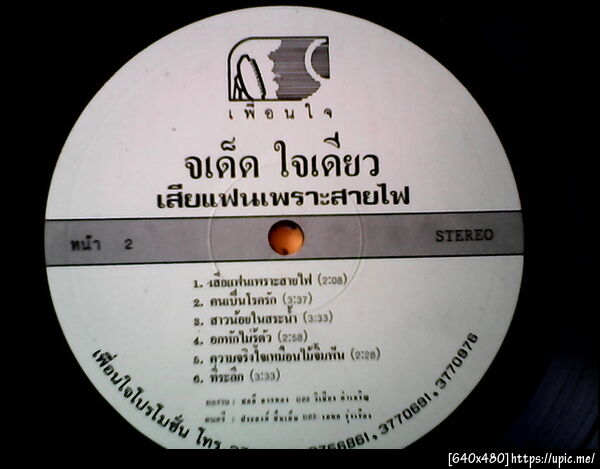 เพื่อนใจ
จเด็ด ใจเดียว
เสียแฟนเพราะสายไฟ
หน้า 2
STEREO
1. เสียแฟนเพราะสายไฟ (2:08)
2. คนเป็นโรครัก (3:37)
3. สาวน้อยในสระน้ำ (3:33)
4. อกหักไม่รู้ตัว (2:58)
5. ความจริงใจเหมือนไม้จิ้มฟัน (2:28)
6. ที่ระลึก (3:33)
เพื่อนใจโปรโมชั่น โทร. 3770691, 3770976
[640x480]https://upic.me/